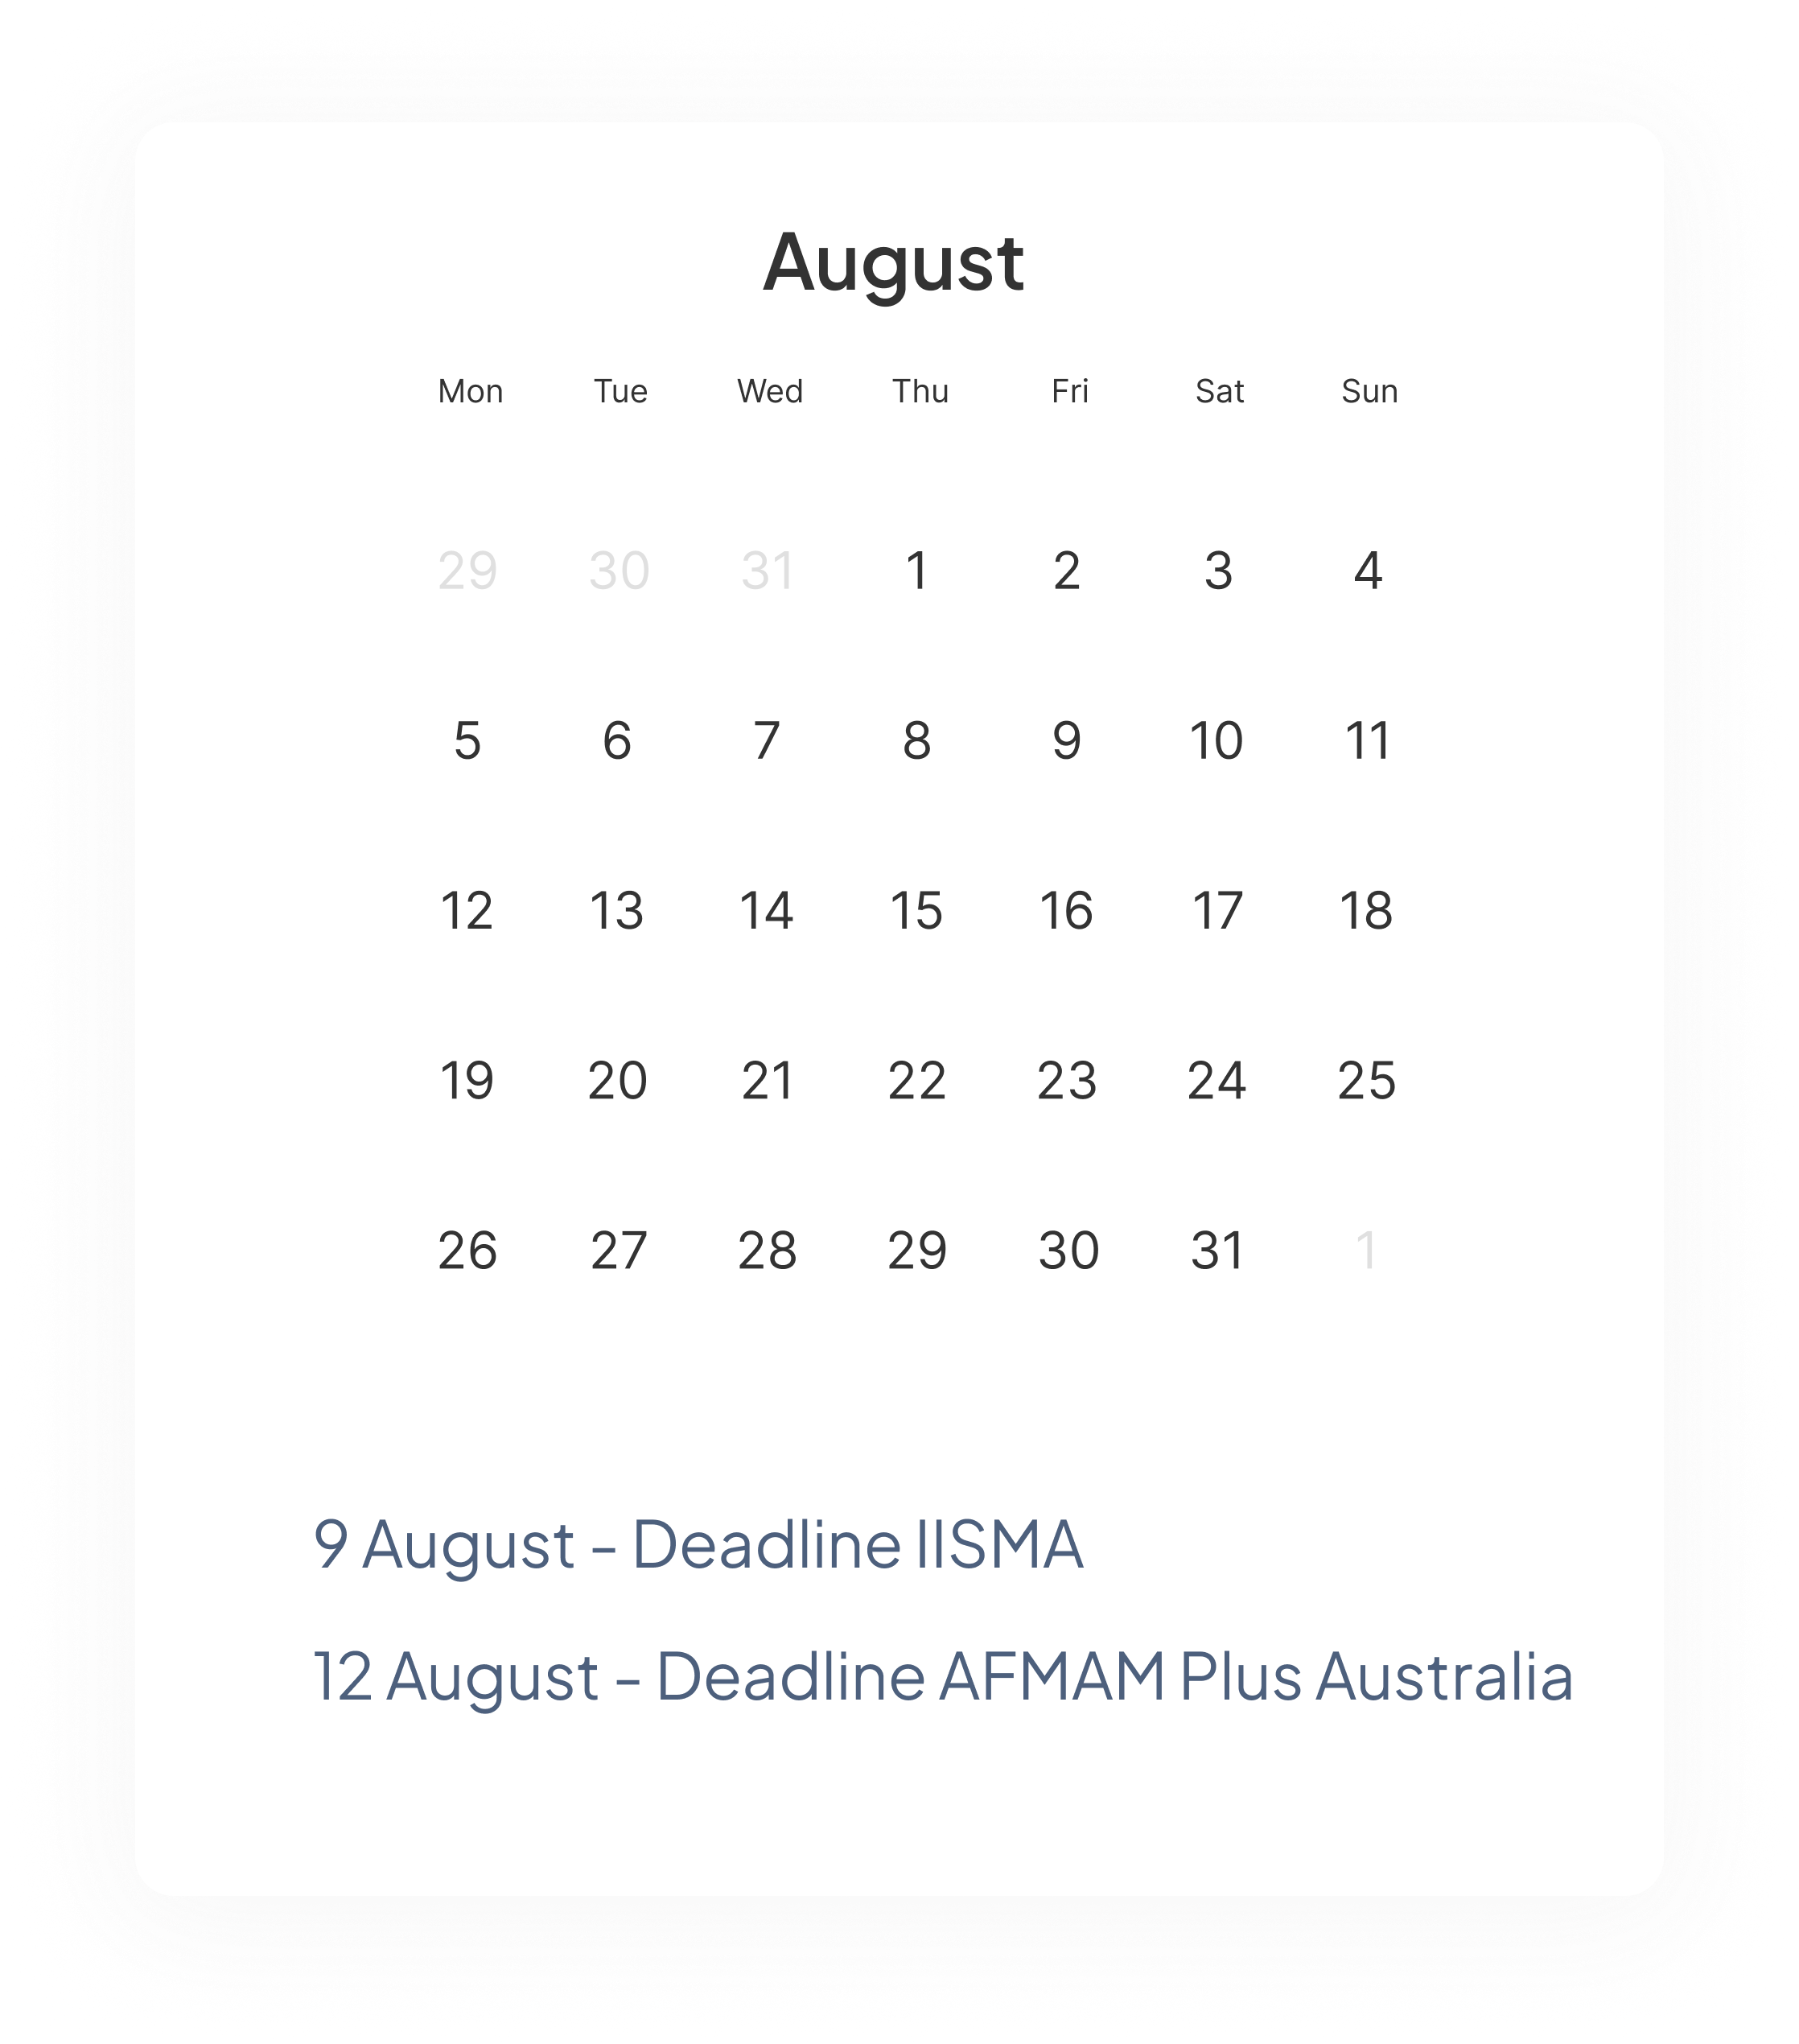 August
Mon Tue Wed Thu Fri Sat Sun
29 30 31 1 2 3 4
5 6 7 8 9 10 11
12 13 14 15 16 17 18
19 20 21 22 23 24 25
26 27 28 29 30 31 1
9 August - Deadline IISMA
12 August - Deadline AFMAM Plus Australia